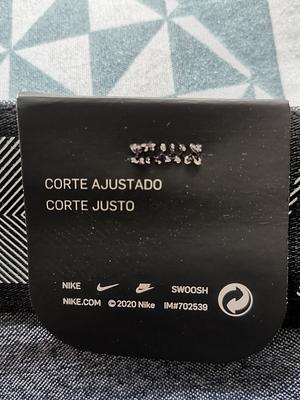 CORTE AJUSTADO
CORTE JUSTO
NIKE SWOOSH
NIKE.COM © 2020 Nike IM#702539